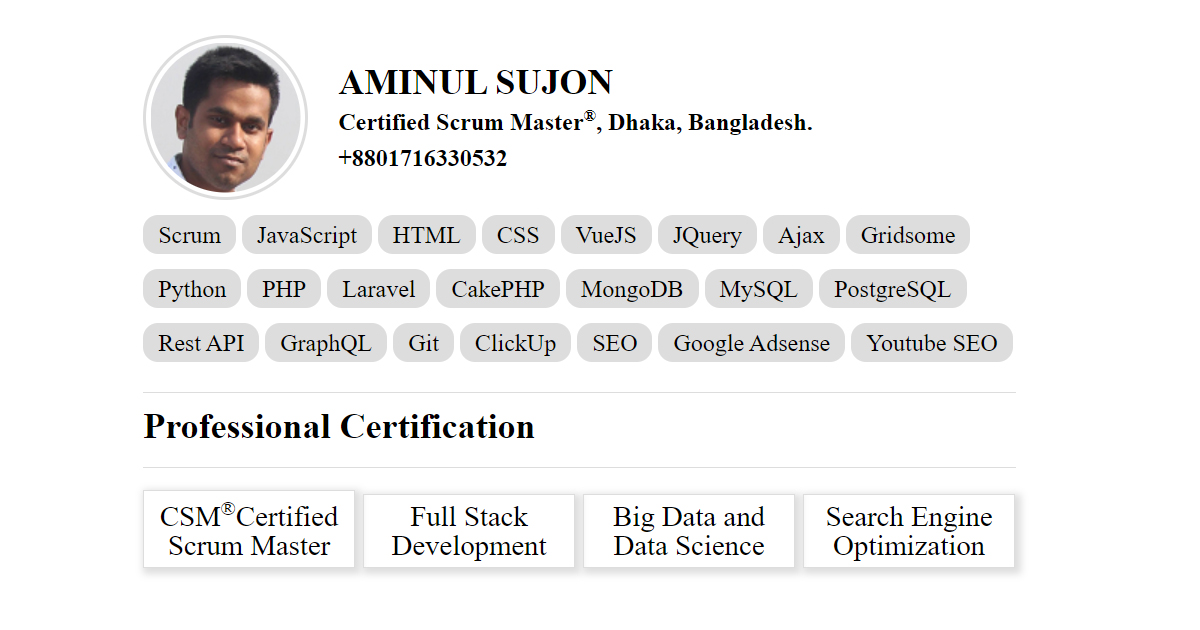 AMINUL SUJON
Certified Scrum Master®, Dhaka, Bangladesh.
+8801716330532
Scrum JavaScript HTML CSS VueJS JQuery Ajax Gridsome
Python PHP Laravel CakePHP MongoDB MySQL PostgreSQL
Rest API GraphQL Git ClickUp SEO Google Adsense Youtube SEO
Professional Certification
CSM®Certified
Scrum Master
Full Stack
Development
Big Data and
Data Science
Search Engine
Optimization